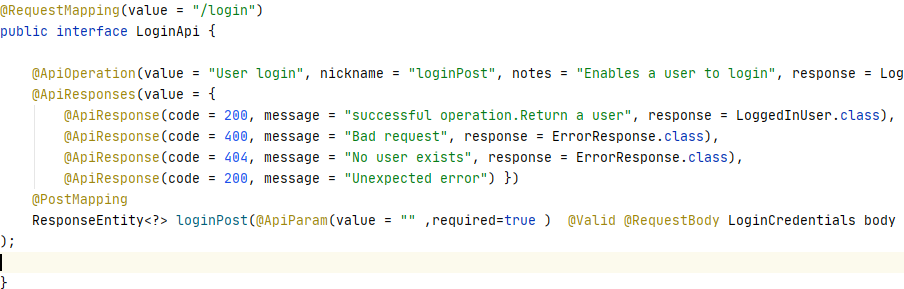 @RequestMapping(value = "/login")
public interface LoginApi {
@ApiOperation(value = "User login", nickname = "loginPost", notes = "Enables a user to login", response = Log
@ApiResponses(value = {
@ApiResponse(code = 200, message = "successful operation.Return a user", response = LoggedInUser.class),
@ApiResponse(code = 400, message = "Bad request", response = ErrorResponse.class),
@ApiResponse(code = 404, message = "No user exists", response = ErrorResponse.class),
@ApiResponse(code = 200, message = "Unexpected error") })
@PostMapping
ResponseEntity<?> loginPost(@ApiParam(value = "" ,required=true )  @Valid @RequestBody LoginCredentials body
);
}